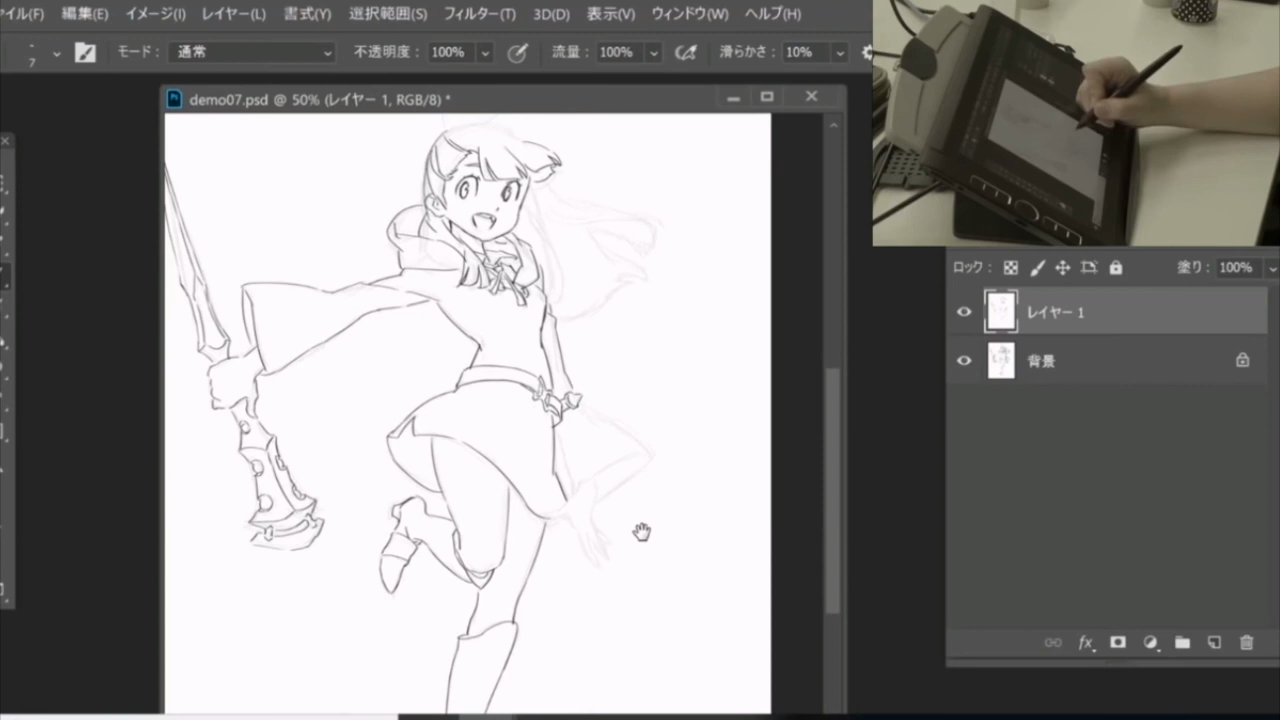 ァイル(F) 編集(E) イメージ(I) レイヤー(L) 書式(Y) 選択範囲(S) フィルター(T) 3D(D) 表示(V) ウィンドウ(W) ヘルプ(H)
7 モード： 通常 不透明度： 100% 流量： 100% 滑らかさ： 10%
demo07.psd @ 50% (レイヤー 1, RGB/8) *
ロック： 塗り： 100%
レイヤー 1
背景
fx